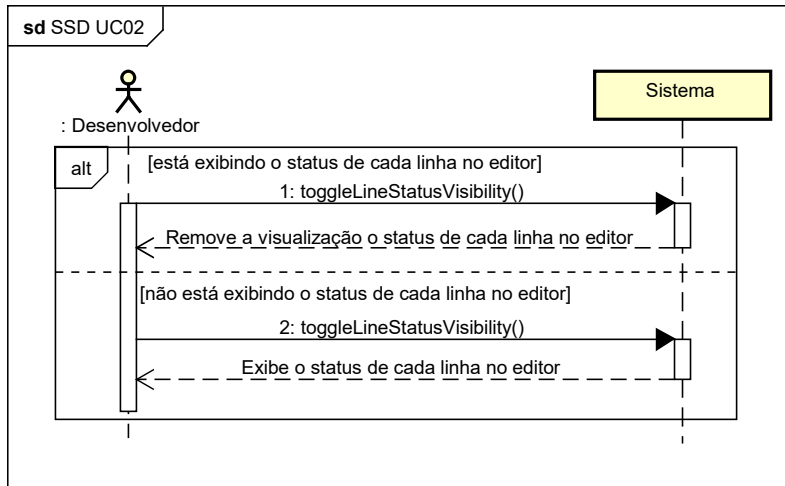 sd SSD UC02
: Desenvolvedor
Sistema
alt
[está exibindo o status de cada linha no editor]
1: toggleLineStatusVisibility()
Remove a visualização o status de cada linha no editor
[não está exibindo o status de cada linha no editor]
2: toggleLineStatusVisibility()
Exibe o status de cada linha no editor